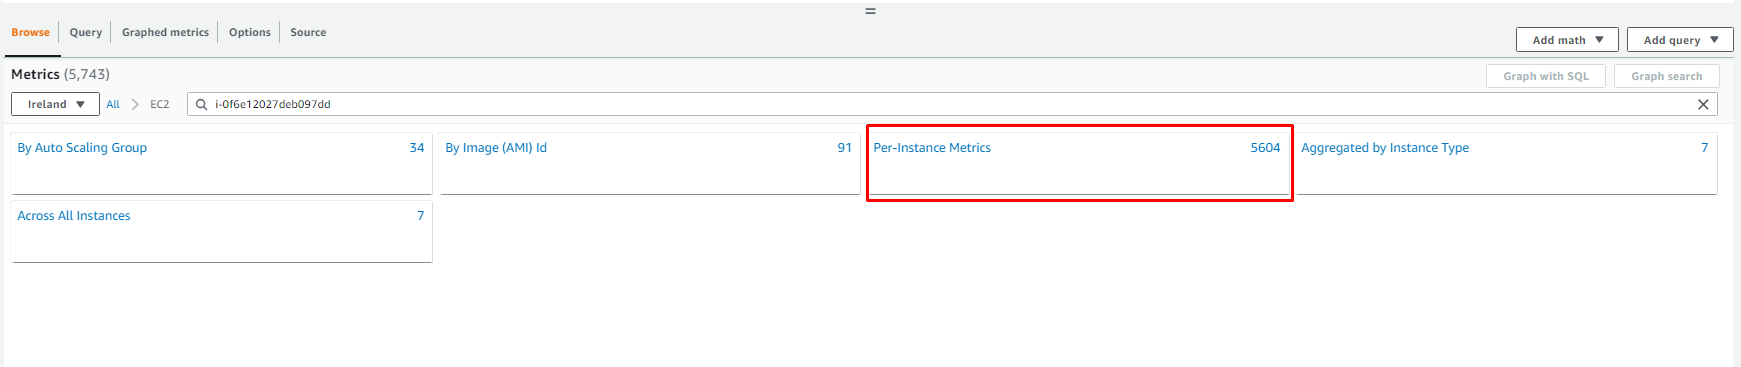 Browse Query Graphed metrics Options Source
Add math Add query
Metrics (5,743)
Graph with SQL Graph search
Ireland All EC2 i-0f6e12027deb097dd
By Auto Scaling Group 34 By Image (AMI) Id 91 Per-Instance Metrics 5604 Aggregated by Instance Type 7
Across All Instances 7